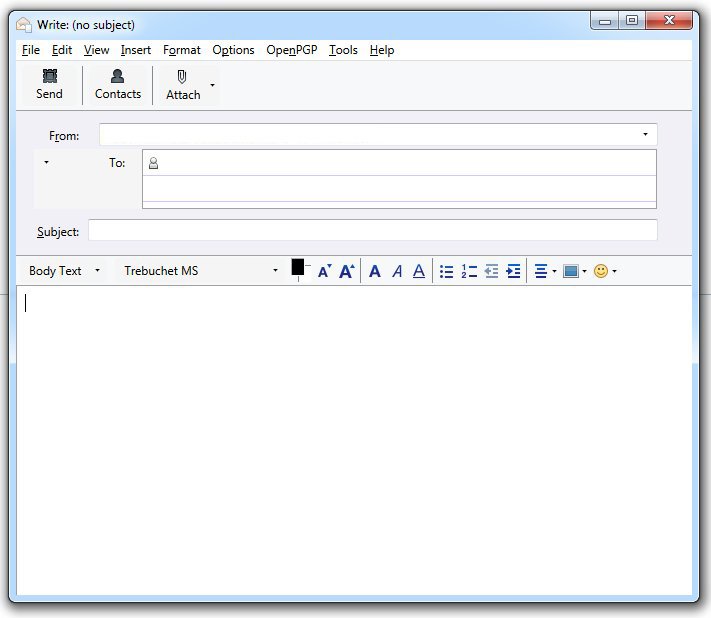 Write: (no subject)
File Edit View Insert Format Options OpenPGP Tools Help
Send Contacts Attach
From:
To:
Subject:
Body Text Trebuchet MS A A A A A